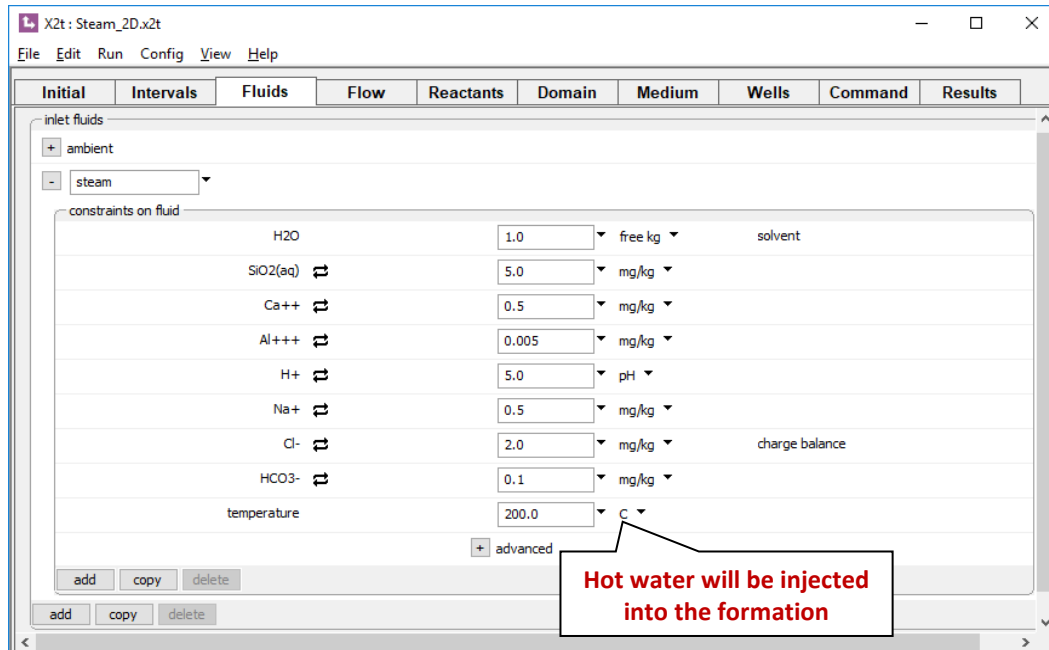 X2t : Steam_2D.x2t
File Edit Run Config View Help
Initial Intervals Fluids Flow Reactants Domain Medium Wells Command Results
inlet fluids
+ ambient
- steam
constraints on fluid
H2O 1.0 free kg solvent
SiO2(aq) 5.0 mg/kg
Ca++ 0.5 mg/kg
Al+++ 0.005 mg/kg
H+ 5.0 pH
Na+ 0.5 mg/kg
Cl- 2.0 mg/kg charge balance
HCO3- 0.1 mg/kg
temperature 200.0 C
+ advanced
Hot water will be injected
into the formation
add copy delete
add copy delete